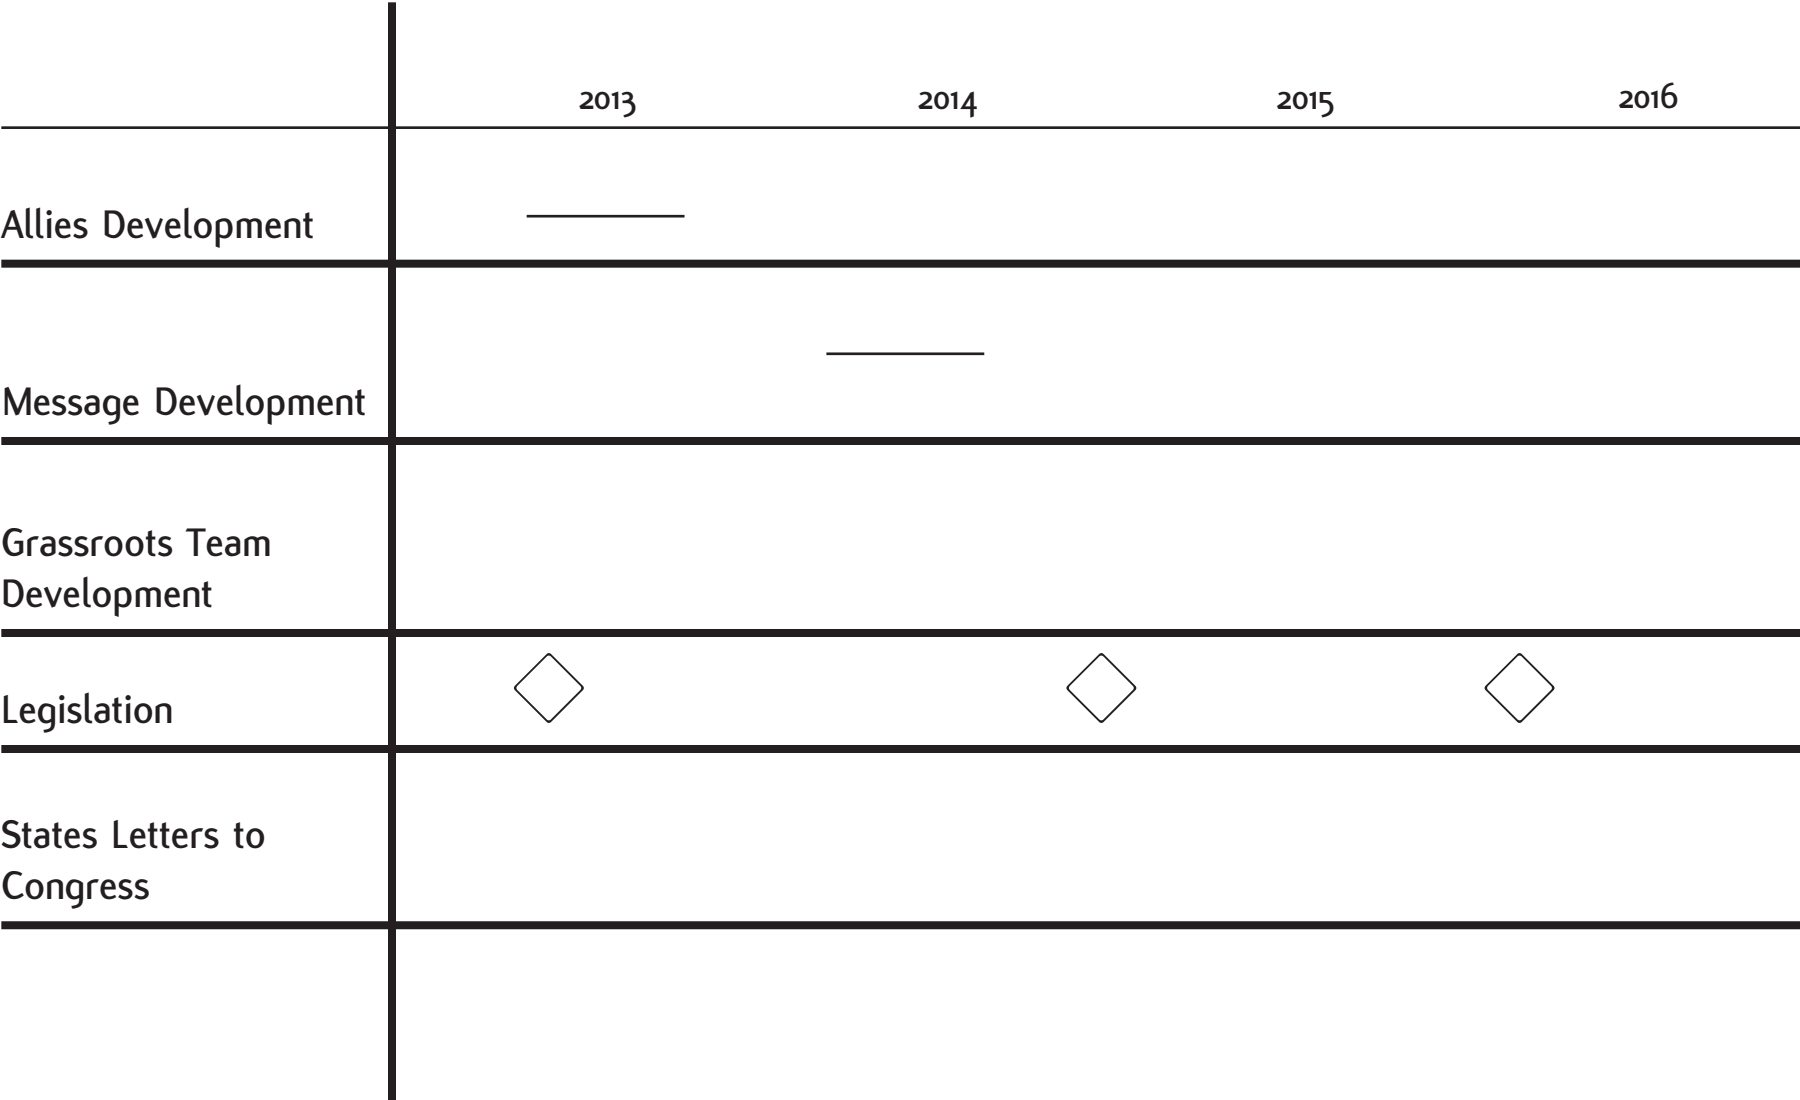 2013 2014 2015 2016
Allies Development
Message Development
Grassroots Team
Development
Legislation
States Letters to
Congress